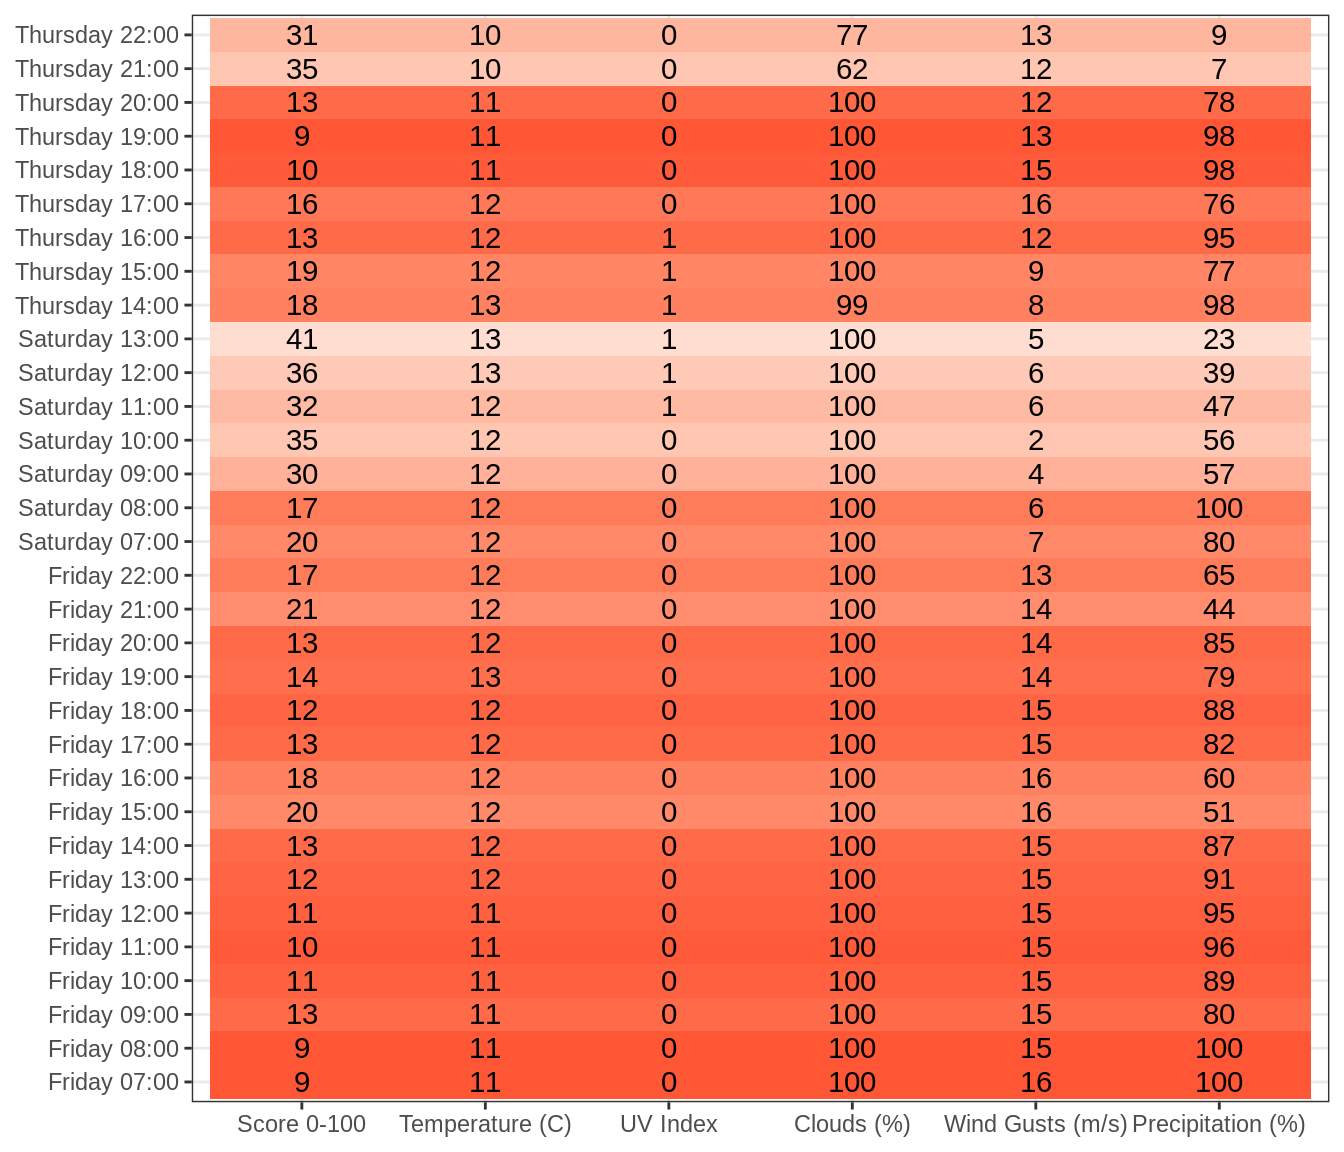 Thursday 22:00 31 10 0 77 13 9
Thursday 21:00 35 10 0 62 12 7
Thursday 20:00 13 11 0 100 12 78
Thursday 19:00 9 11 0 100 13 98
Thursday 18:00 10 11 0 100 15 98
Thursday 17:00 16 12 0 100 16 76
Thursday 16:00 13 12 1 100 12 95
Thursday 15:00 19 12 1 100 9 77
Thursday 14:00 18 13 1 99 8 98
Saturday 13:00 41 13 1 100 5 23
Saturday 12:00 36 13 1 100 6 39
Saturday 11:00 32 12 1 100 6 47
Saturday 10:00 35 12 0 100 2 56
Saturday 09:00 30 12 0 100 4 57
Saturday 08:00 17 12 0 100 6 100
Saturday 07:00 20 12 0 100 7 80
Friday 22:00 17 12 0 100 13 65
Friday 21:00 21 12 0 100 14 44
Friday 20:00 13 12 0 100 14 85
Friday 19:00 14 13 0 100 14 79
Friday 18:00 12 12 0 100 15 88
Friday 17:00 13 12 0 100 15 82
Friday 16:00 18 12 0 100 16 60
Friday 15:00 20 12 0 100 16 51
Friday 14:00 13 12 0 100 15 87
Friday 13:00 12 12 0 100 15 91
Friday 12:00 11 11 0 100 15 95
Friday 11:00 10 11 0 100 15 96
Friday 10:00 11 11 0 100 15 89
Friday 09:00 13 11 0 100 15 80
Friday 08:00 9 11 0 100 15 100
Friday 07:00 9 11 0 100 16 100
Score 0-100 Temperature (C) UV Index Clouds (%) Wind Gusts (m/s) Precipitation (%)